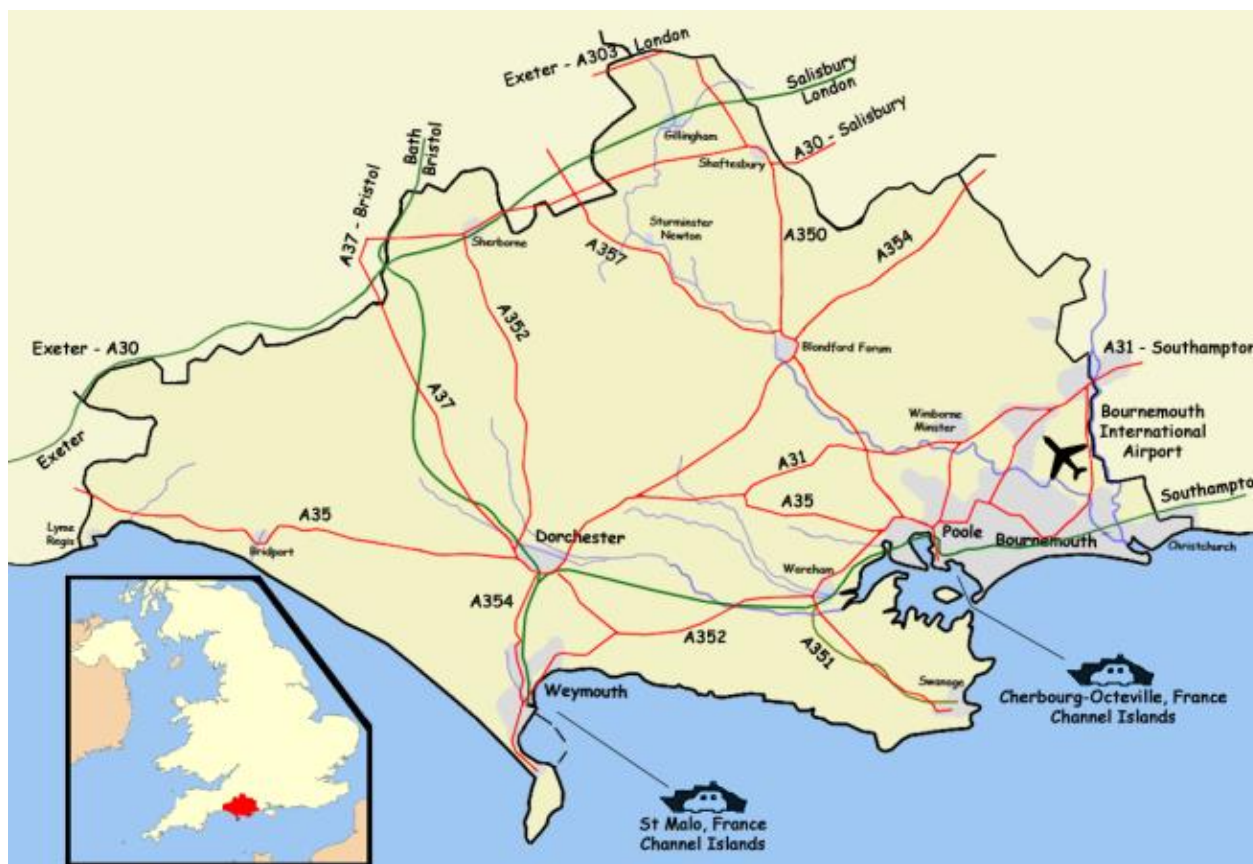 Exeter - A303 - London
Salisbury
London
Gillingham
A30 - Salisbury
Shaftesbury
Bath
Bristol
A37 - Bristol
Sherborne
Sturminster
Newton
A357
A350
A354
A352
Exeter - A30
Blandford Forum
A31 - Southampton
A37
Wimborne
Minster
Bournemouth
International
Airport
Exeter
A31
A35
Southampton
Lyme
Regis
A35
Bridport
Dorchester
Poole
Bournemouth
Christchurch
Wareham
A354
A352
A351
Swanage
Weymouth
Cherbourg-Octeville, France
Channel Islands
St Malo, France
Channel Islands